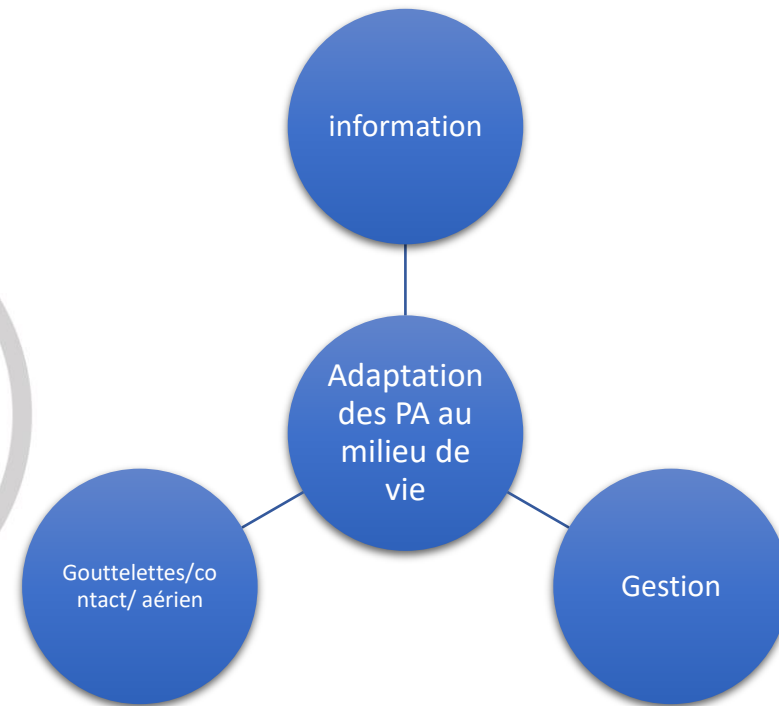 information
Adaptation
des PA au
milieu de
vie
Gouttelettes/co
ntact/ aérien
Gestion